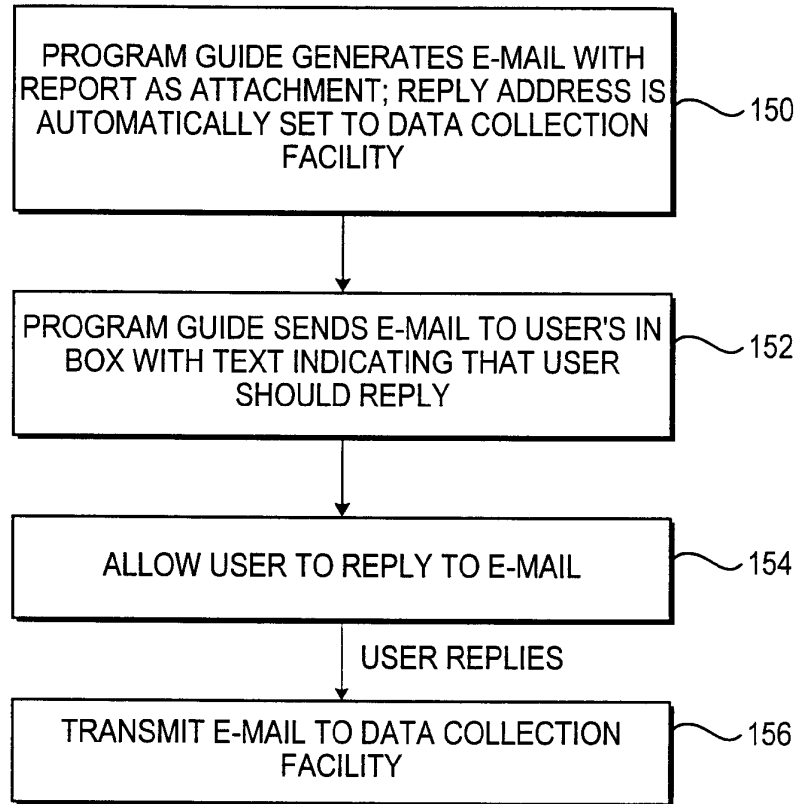 PROGRAM GUIDE GENERATES E-MAIL WITH
REPORT AS ATTACHMENT; REPLY ADDRESS IS
AUTOMATICALLY SET TO DATA COLLECTION
FACILITY
150
PROGRAM GUIDE SENDS E-MAIL TO USER'S IN
BOX WITH TEXT INDICATING THAT USER
SHOULD REPLY
152
ALLOW USER TO REPLY TO E-MAIL
154
USER REPLIES
TRANSMIT E-MAIL TO DATA COLLECTION
FACILITY
156